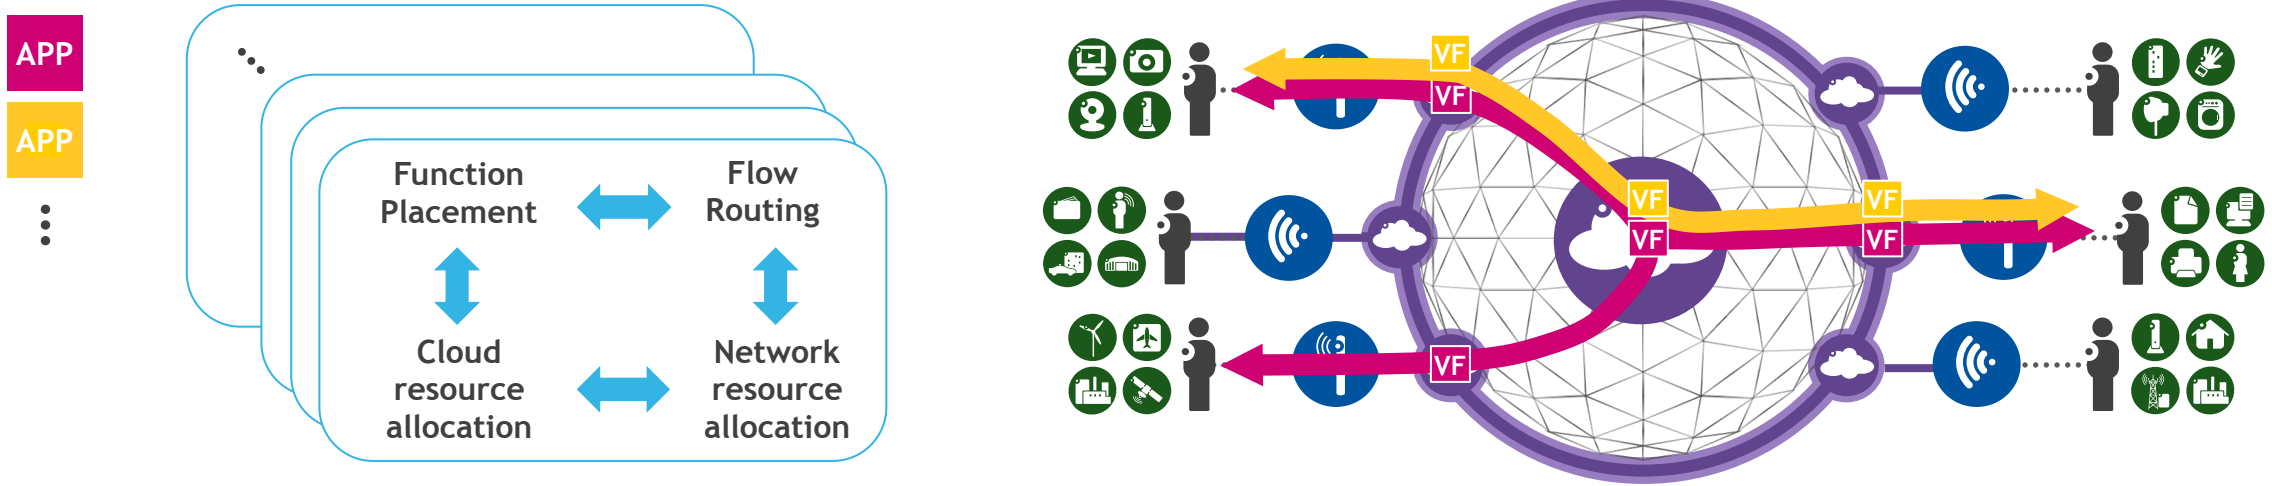 APP
APP
Function
Placement
Flow
Routing
Cloud
resource
allocation
Network
resource
allocation
VF
VF
VF
VF
VF
VF
VF